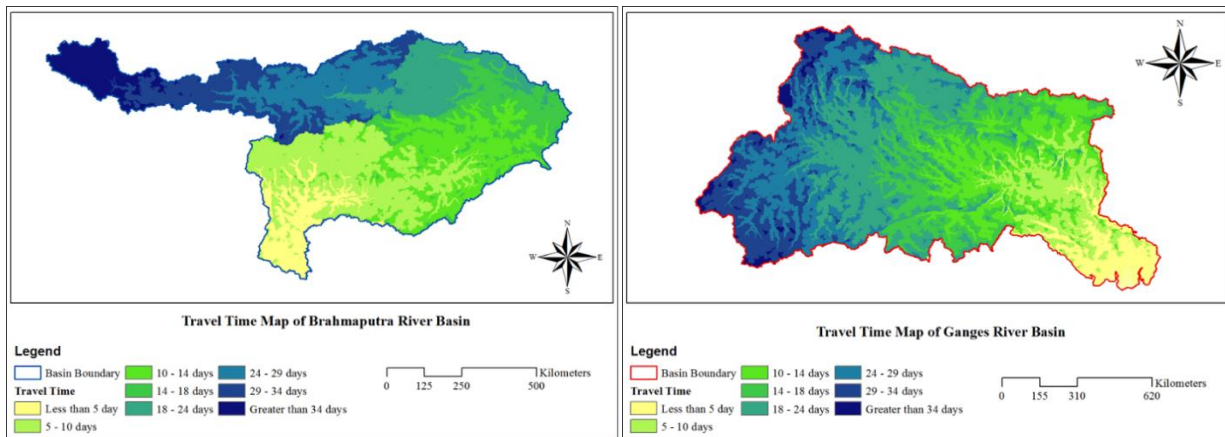 N
W E
S
Travel Time Map of Brahmaputra River Basin
Legend
Basin Boundary
Travel Time
Less than 5 day
5 - 10 days
10 - 14 days
14 - 18 days
18 - 24 days
24 - 29 days
29 - 34 days
Greater than 34 days
Kilometers
0 125 250 500
N
W E
S
Travel Time Map of Ganges River Basin
Legend
Basin Boundary
Travel Time
Less than 5 day
5 - 10 days
10 - 14 days
14 - 18 days
18 - 24 days
24 - 29 days
29 - 34 days
Greater than 34 days
Kilometers
0 155 310 620